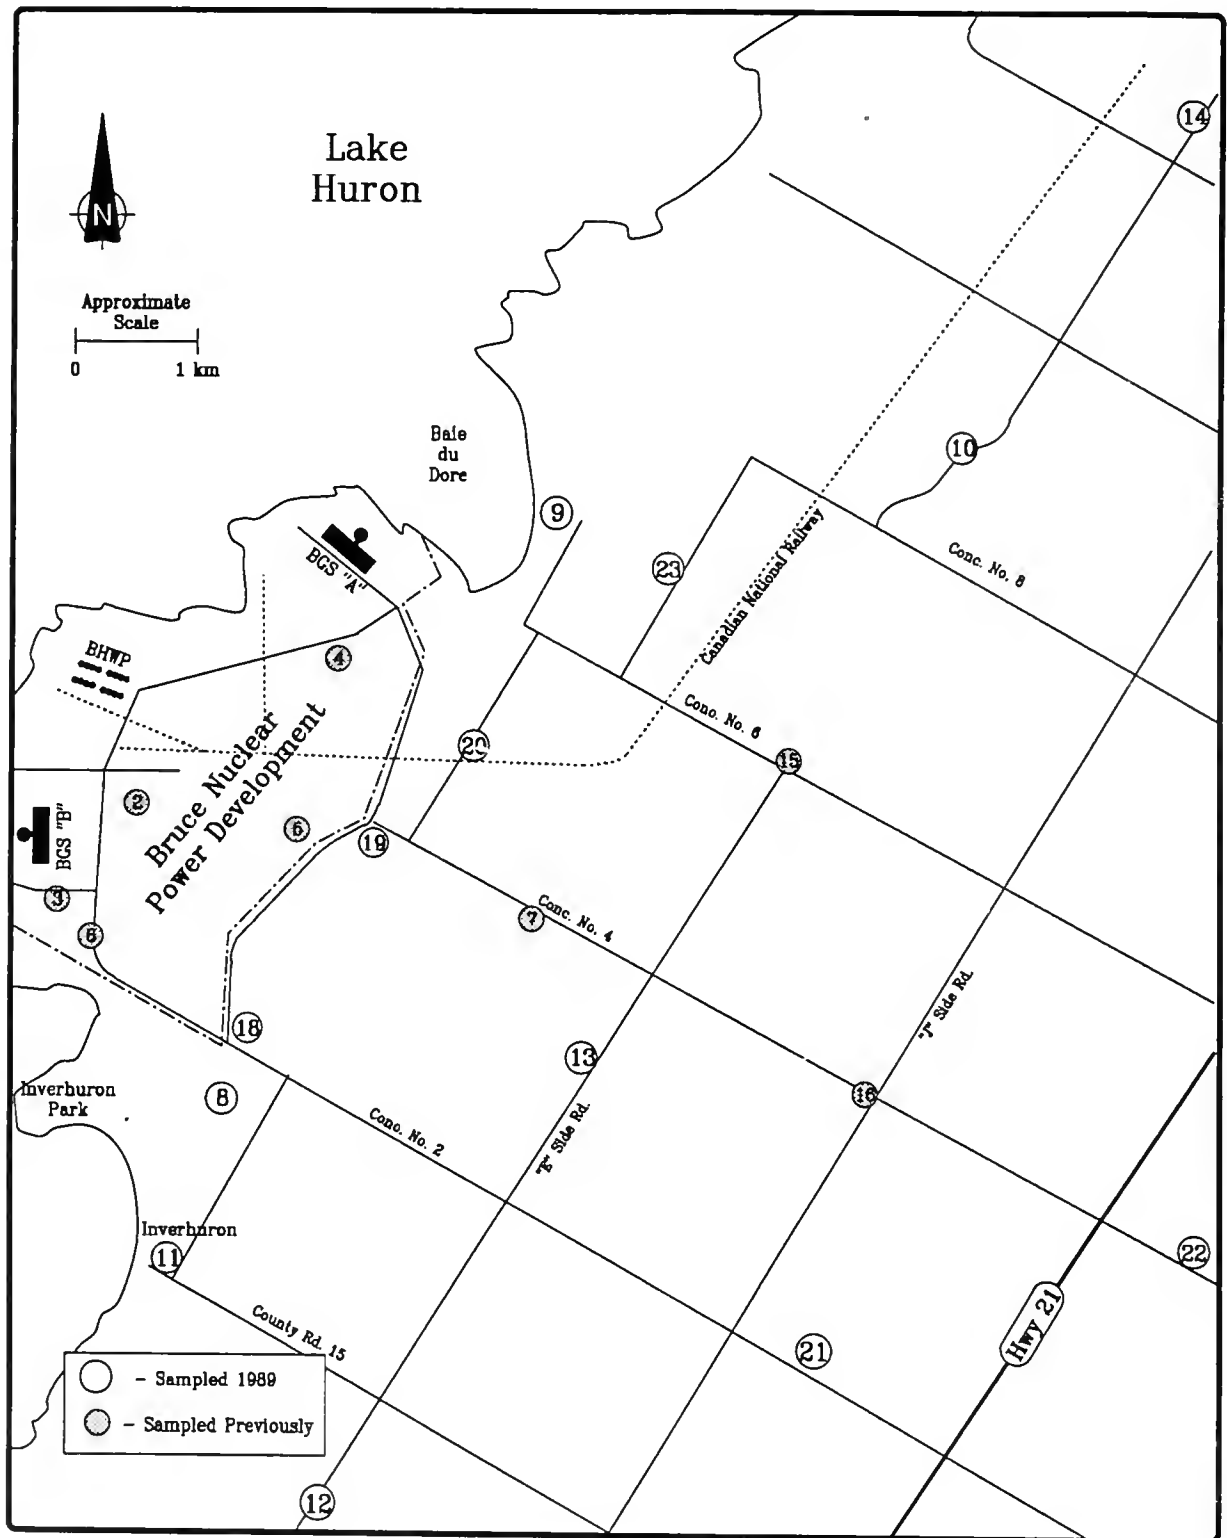 Lake
Huron
14
N
Approximate
Scale
0 1 km
Baie
du
Dore
10
9
BGS "A"
23
Canadian National Railway
Conc. No. 8
BHWP
4
Conc. No. 6
20
15
Bruce Nuclear
Power Development
2
BGS "B"
19
3
Conc. No. 4
7
18
"J" Side Rd.
13
8
16
Inverhuron
Park
Conc. No. 2
"E" Side Rd.
Inverhuron
11
22
County Rd. 15
Hwy 21
21
- Sampled 1989
- Sampled Previously
12